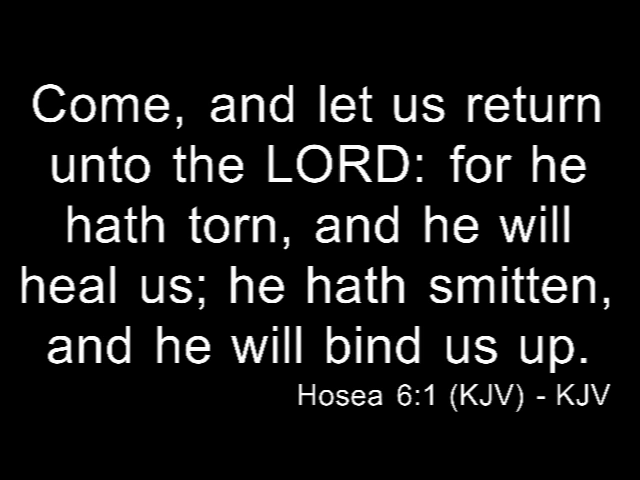 Come, and let us return
unto the LORD: for he
hath torn, and he will
heal us; he hath smitten,
and he will bind us up.
Hosea 6:1 (KJV) - KJV